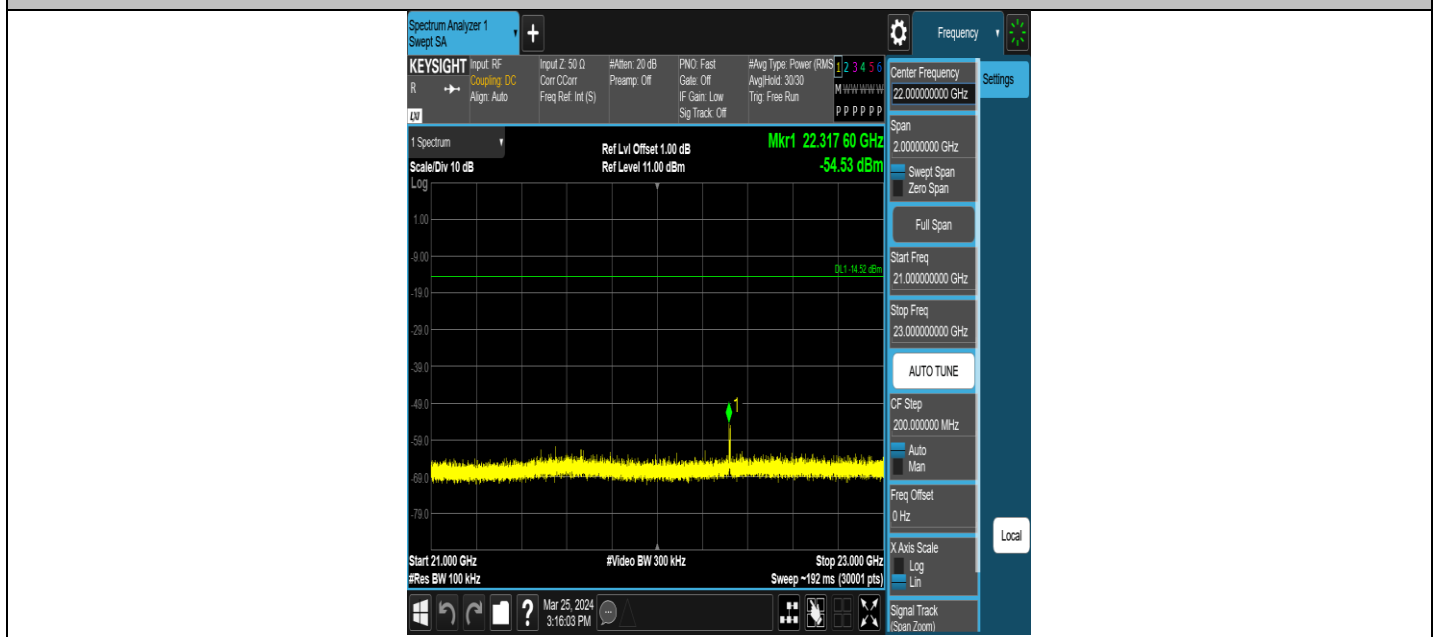 Spectrum Analyzer 1
Swept SA
+
Frequency
KEYSIGHT
R
LXI
Input: RF
Coupling: DC
Align: Auto
Input Z: 50 Ω
Corr CCorr
Freq Ref: Int (S)
#Atten: 20 dB
Preamp: Off
PNO: Fast
Gate: Off
IF Gain: Low
Sig Track: Off
#Avg Type: Power (RMS
Avg|Hold: 30/30
Trig: Free Run
1 2 3 4 5 6
M W W W W W
P P P P P P
1 Spectrum
Scale/Div 10 dB
Ref Lvl Offset 1.00 dB
Ref Level 11.00 dBm
Mkr1 22.317 60 GHz
-54.53 dBm
Log
1.00
-9.00
DL1 -14.52 dBm
-19.0
-29.0
-39.0
-49.0
1
-59.0
-69.0
-79.0
Start 21.000 GHz
#Video BW 300 kHz
Stop 23.000 GHz
#Res BW 100 kHz
Sweep ~192 ms (30001 pts)
?
Mar 25, 2024
3:16:03 PM
Center Frequency
22.000000000 GHz
Settings
Span
2.00000000 GHz
Swept Span
Zero Span
Full Span
Start Freq
21.000000000 GHz
Stop Freq
23.000000000 GHz
AUTO TUNE
CF Step
200.000000 MHz
Auto
Man
Freq Offset
0 Hz
Local
X Axis Scale
Log
Lin
Signal Track
(Span Zoom)